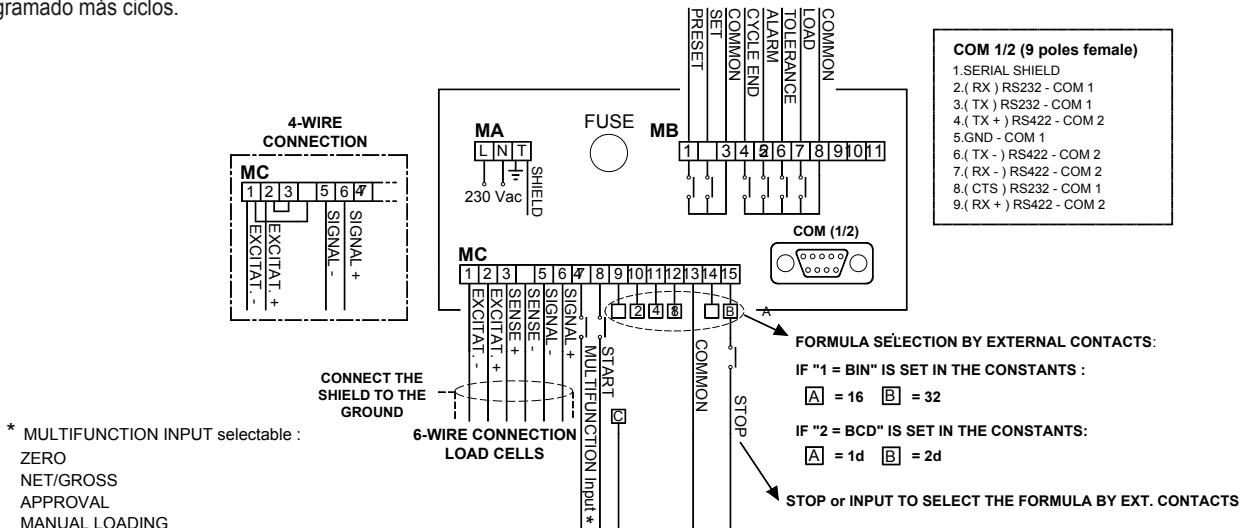 gramado más ciclos.
PRESET
SET
COMMON
CYCLE END
ALARM
TOLERANCE
LOAD
COMMON
COM 1/2 (9 poles female)
1.SERIAL SHIELD
2.( RX ) RS232 - COM 1
3.( TX ) RS232 - COM 1
4.( TX + ) RS422 - COM 2
5.GND - COM 1
6.( TX - ) RS422 - COM 2
7.( RX - ) RS422 - COM 2
8.( CTS ) RS232 - COM 1
9.( RX + ) RS422 - COM 2
4-WIRE
CONNECTION
MC
1 2 3 5 6 47
EXCITAT. -
EXCITAT. +
SIGNAL -
SIGNAL +
MA
L N T
SHIELD
230 Vac
FUSE
MB
1 3 4 5 2 6 7 8 9 10 11
COM (1/2)
MC
1 2 3 5 6 47 8 9 10 11 12 13 14 15
2 4 8 B A
EXCITAT. -
EXCITAT. +
SENSE +
SENSE -
SIGNAL -
SIGNAL +
MULTIFUNCTION Input *
START
C
COMMON
STOP
CONNECT THE
SHIELD TO THE
GROUND
6-WIRE CONNECTION
LOAD CELLS
FORMULA SELECTION BY EXTERNAL CONTACTS:
IF "1 = BIN" IS SET IN THE CONSTANTS :
A = 16 B = 32
IF "2 = BCD" IS SET IN THE CONSTANTS:
A = 1d B = 2d
STOP or INPUT TO SELECT THE FORMULA BY EXT. CONTACTS
* MULTIFUNCTION INPUT selectable :
ZERO
NET/GROSS
APPROVAL
MANUAL LOADING